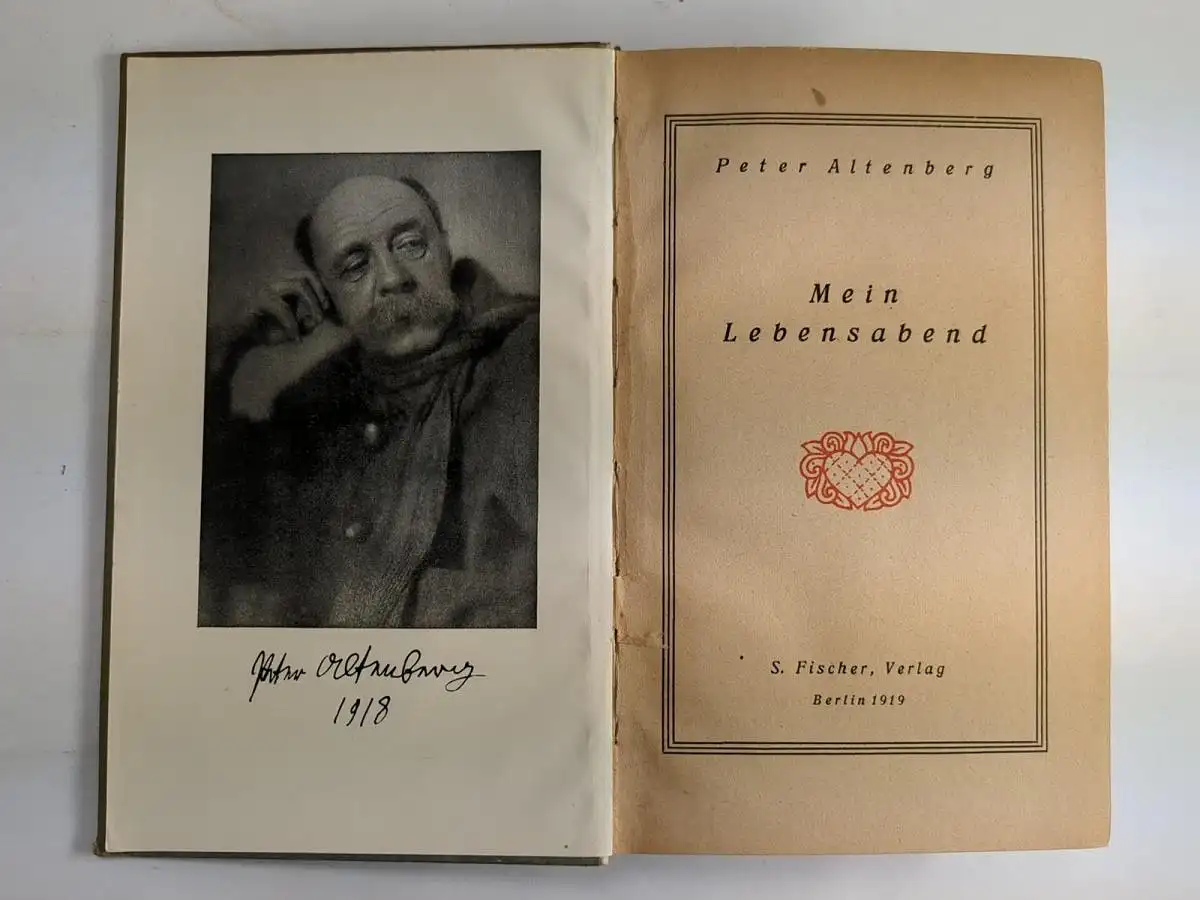 Peter Altenberg
1918
Peter Altenberg
Mein
Lebensabend
S. Fischer, Verlag
Berlin 1919